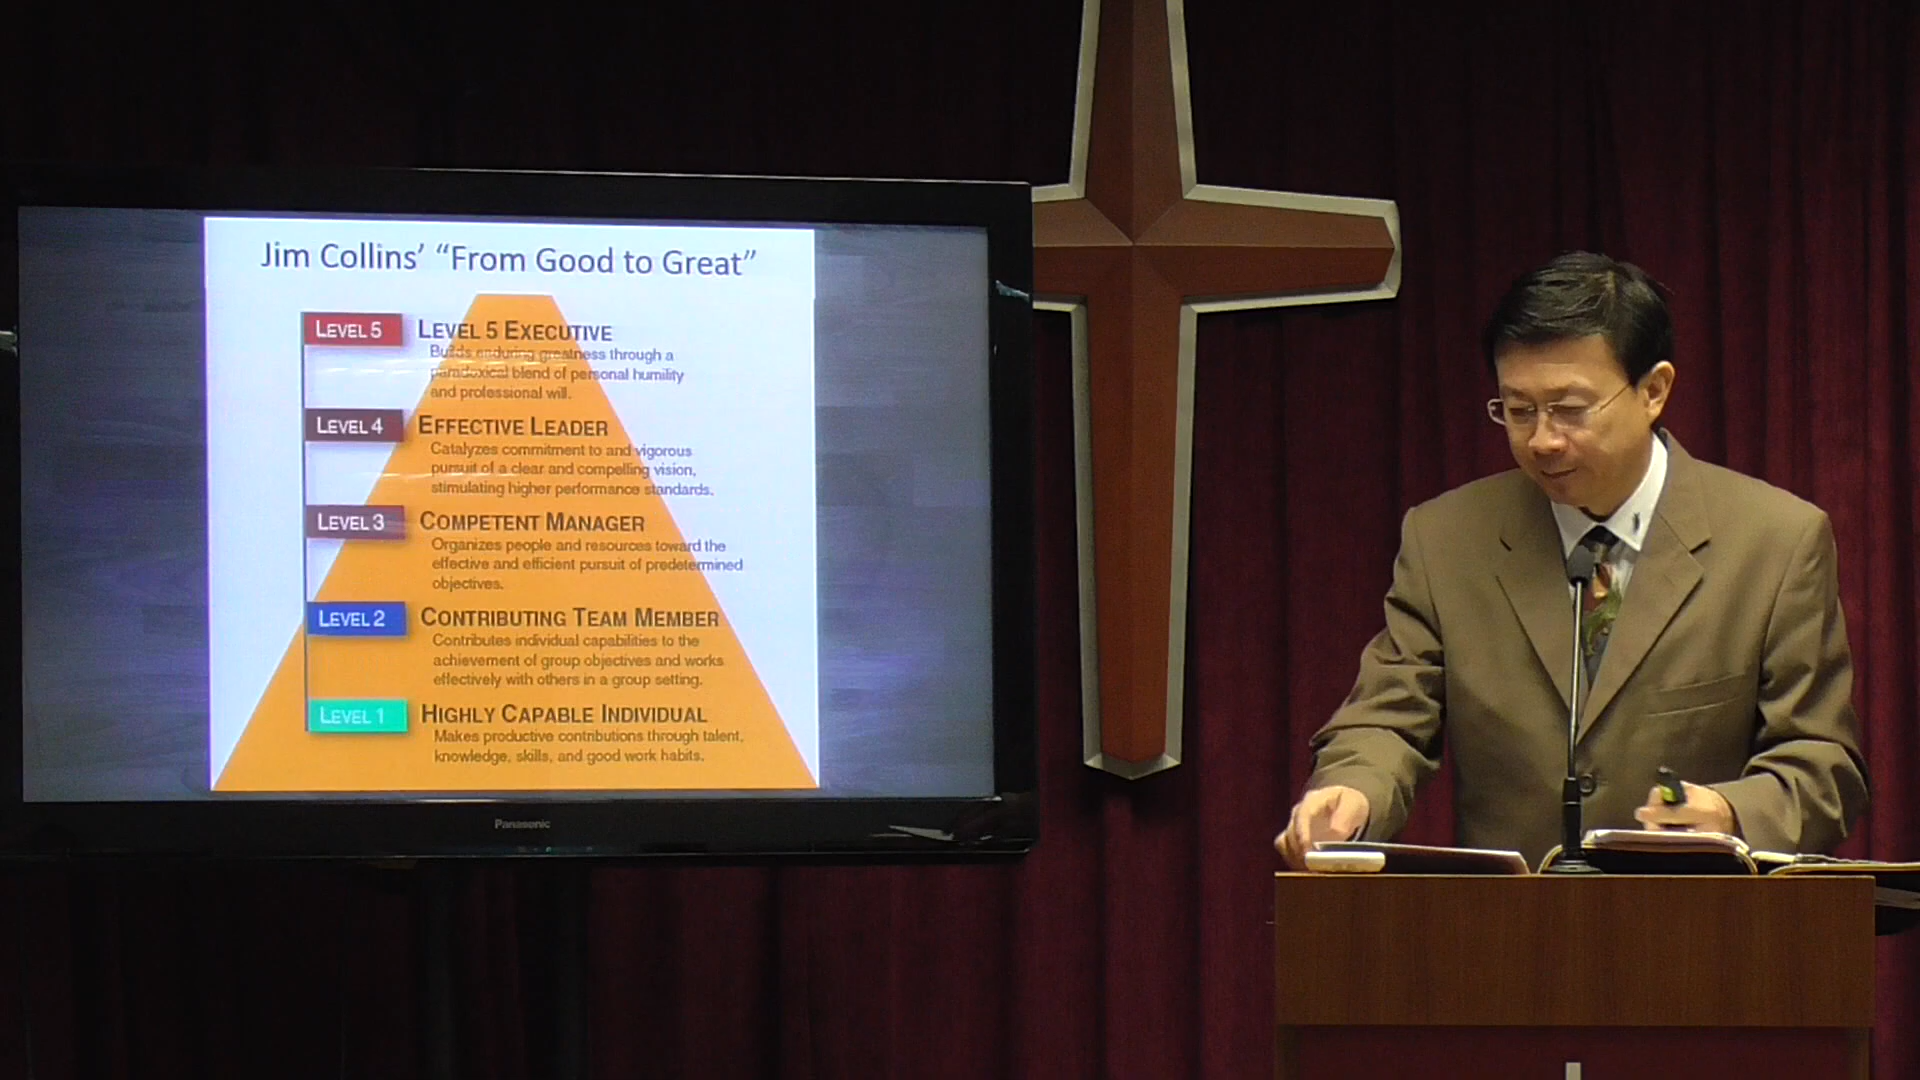 Jim Collins' “From Good to Great”
LEVEL 5 LEVEL 5 EXECUTIVE
Builds enduring greatness through a
paradoxical blend of personal humility
and professional will.
LEVEL 4 EFFECTIVE LEADER
Catalyzes commitment to and vigorous
pursuit of a clear and compelling vision,
stimulating higher performance standards.
LEVEL 3 COMPETENT MANAGER
Organizes people and resources toward the
effective and efficient pursuit of predetermined
objectives.
LEVEL 2 CONTRIBUTING TEAM MEMBER
Contributes individual capabilities to the
achievement of group objectives and works
effectively with others in a group setting.
LEVEL 1 HIGHLY CAPABLE INDIVIDUAL
Makes productive contributions through talent,
knowledge, skills, and good work habits.
Panasonic